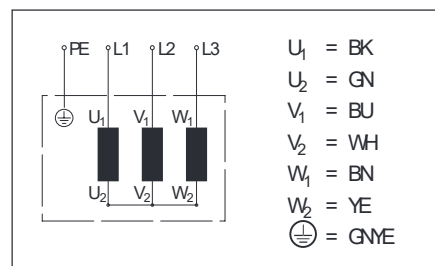 PE L1 L2 L3
U₁ V₁ W₁
U₂ V₂ W₂
U₁ = BK
U₂ = GN
V₁ = BU
V₂ = WH
W₁ = BN
W₂ = YE
⏚ = GNYE